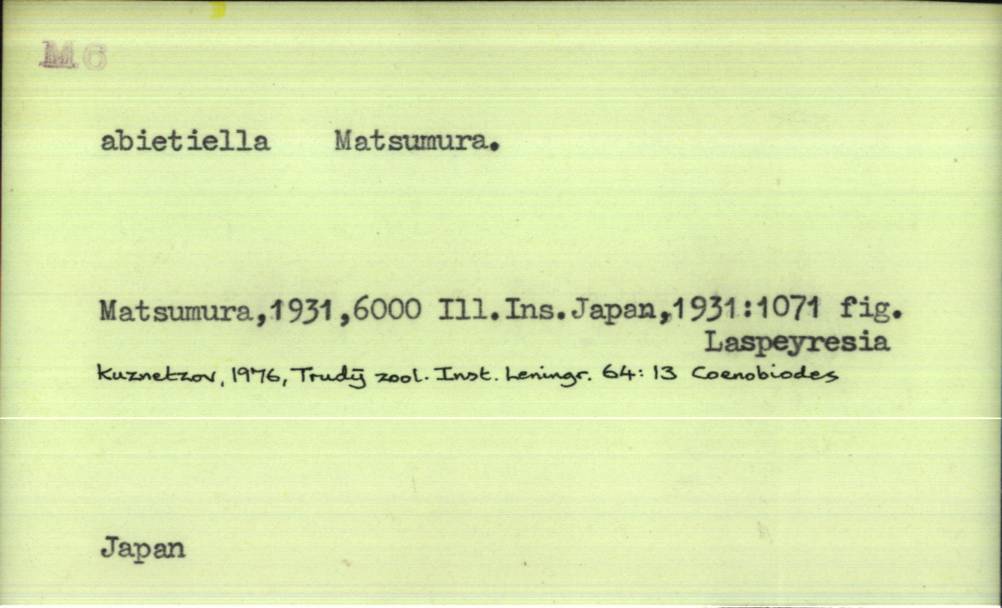 M6
abietiella Matsumura.
Matsumura,1931,6000 Ill.Ins.Japan,1931:1071 fig.
Laspeyresia
Kuznetzov, 1976, Trudȳ zool. Inst. Leningr. 64: 13 Coenobiodes
Japan